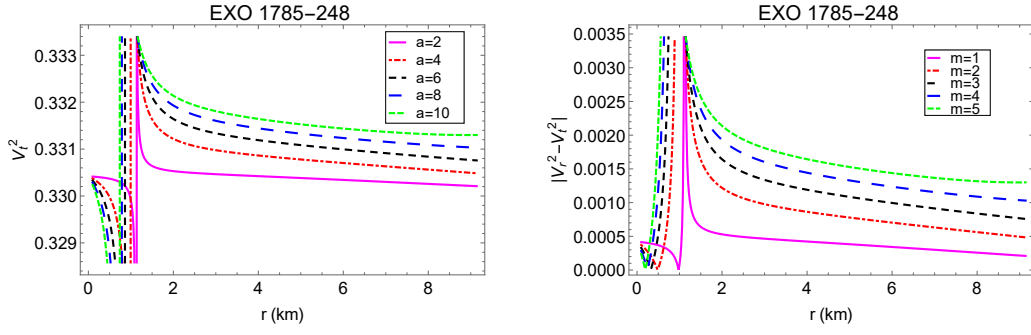 EXO 1785−248
V_t^2
0.333
0.332
0.331
0.330
0.329
a=2
a=4
a=6
a=8
a=10
0 2 4 6 8
r (km)
EXO 1785−248
|V_r^2−V_t^2|
0.0035
0.0030
0.0025
0.0020
0.0015
0.0010
0.0005
0.0000
m=1
m=2
m=3
m=4
m=5
0 2 4 6 8
r (km)